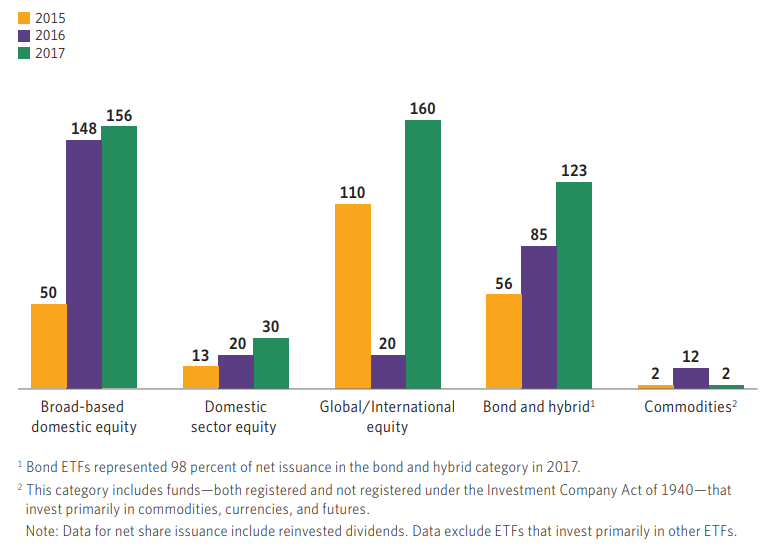 2015
2016
2017
50
148
156
13
20
30
110
20
160
56
85
123
2
12
2
Broad-based
domestic equity
Domestic
sector equity
Global/International
equity
Bond and hybrid¹
Commodities²
¹ Bond ETFs represented 98 percent of net issuance in the bond and hybrid category in 2017.
² This category includes funds—both registered and not registered under the Investment Company Act of 1940—that
invest primarily in commodities, currencies, and futures.
Note: Data for net share issuance include reinvested dividends. Data exclude ETFs that invest primarily in other ETFs.